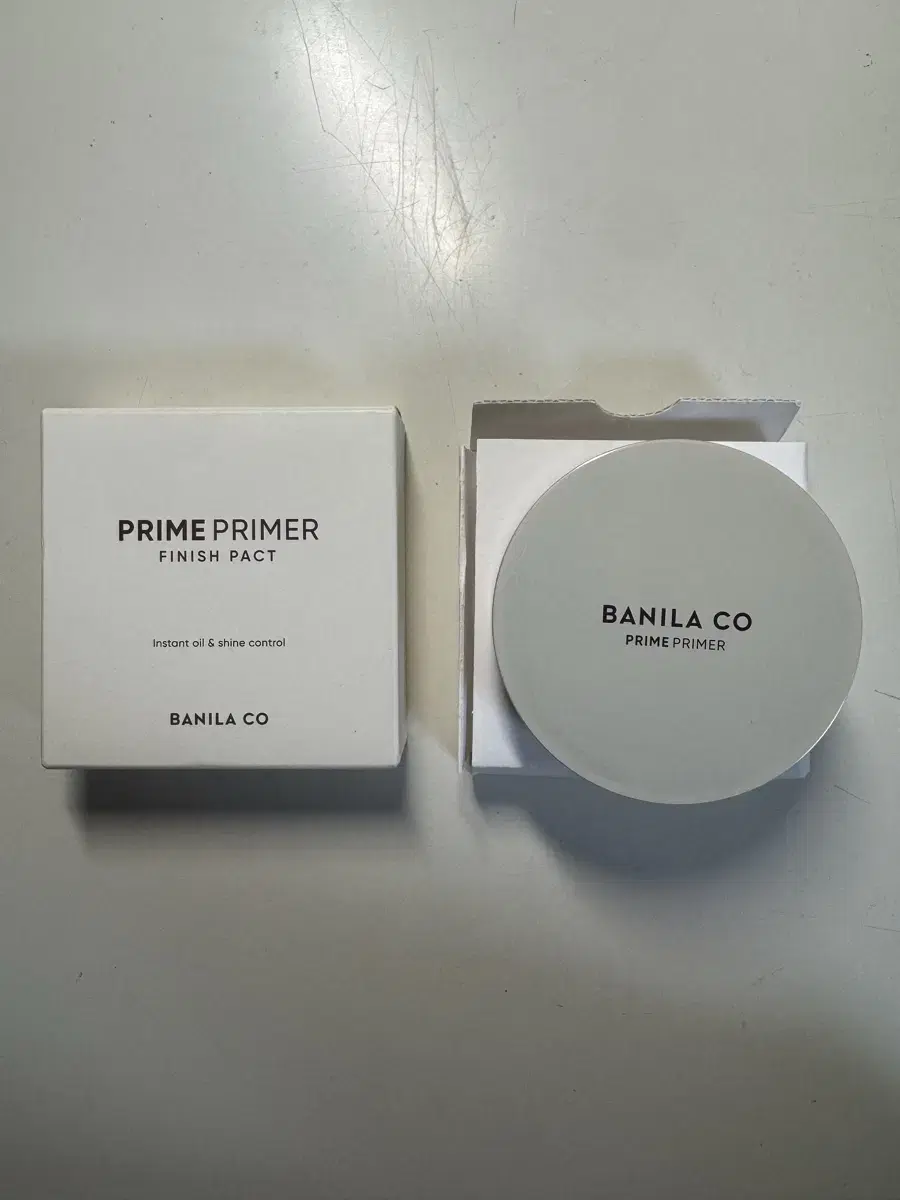 PRIME PRIMER
FINISH PACT
Instant oil & shine control
BANILA CO
BANILA CO
PRIME PRIMER